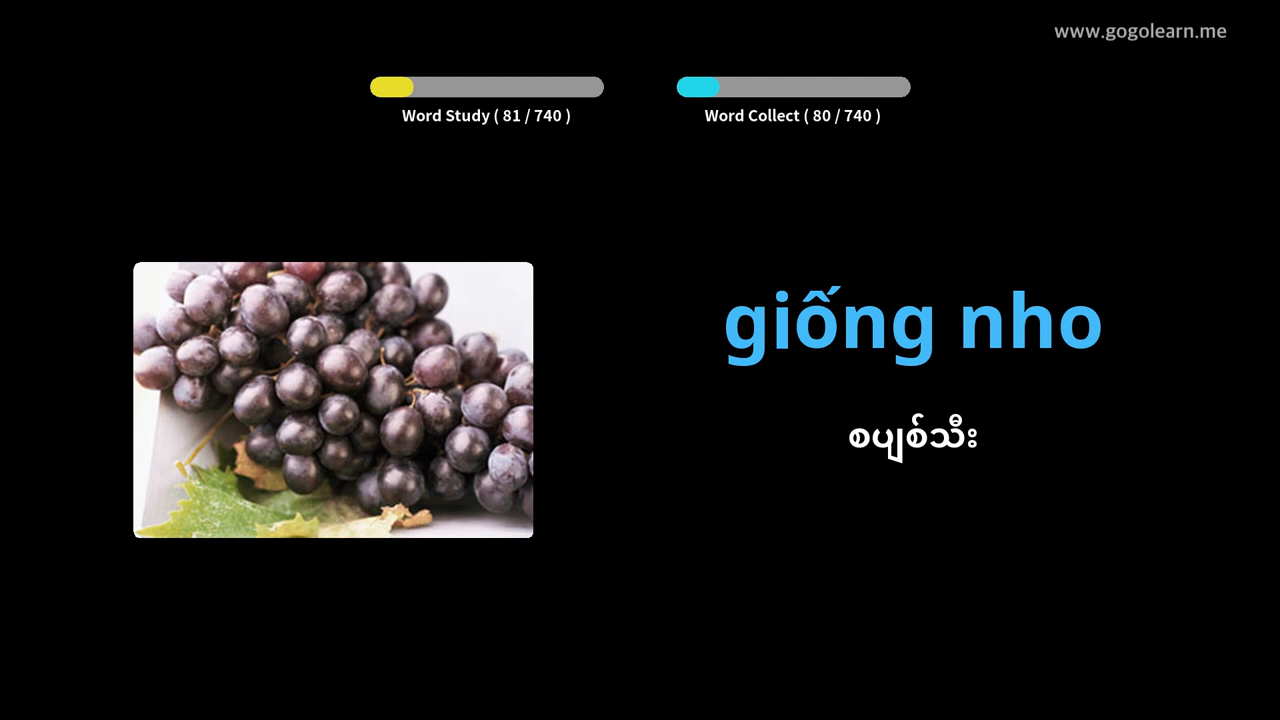 www.gogolearn.me
Word Study ( 81 / 740 )
Word Collect ( 80 / 740 )
giống nho
စပျစ်သီး